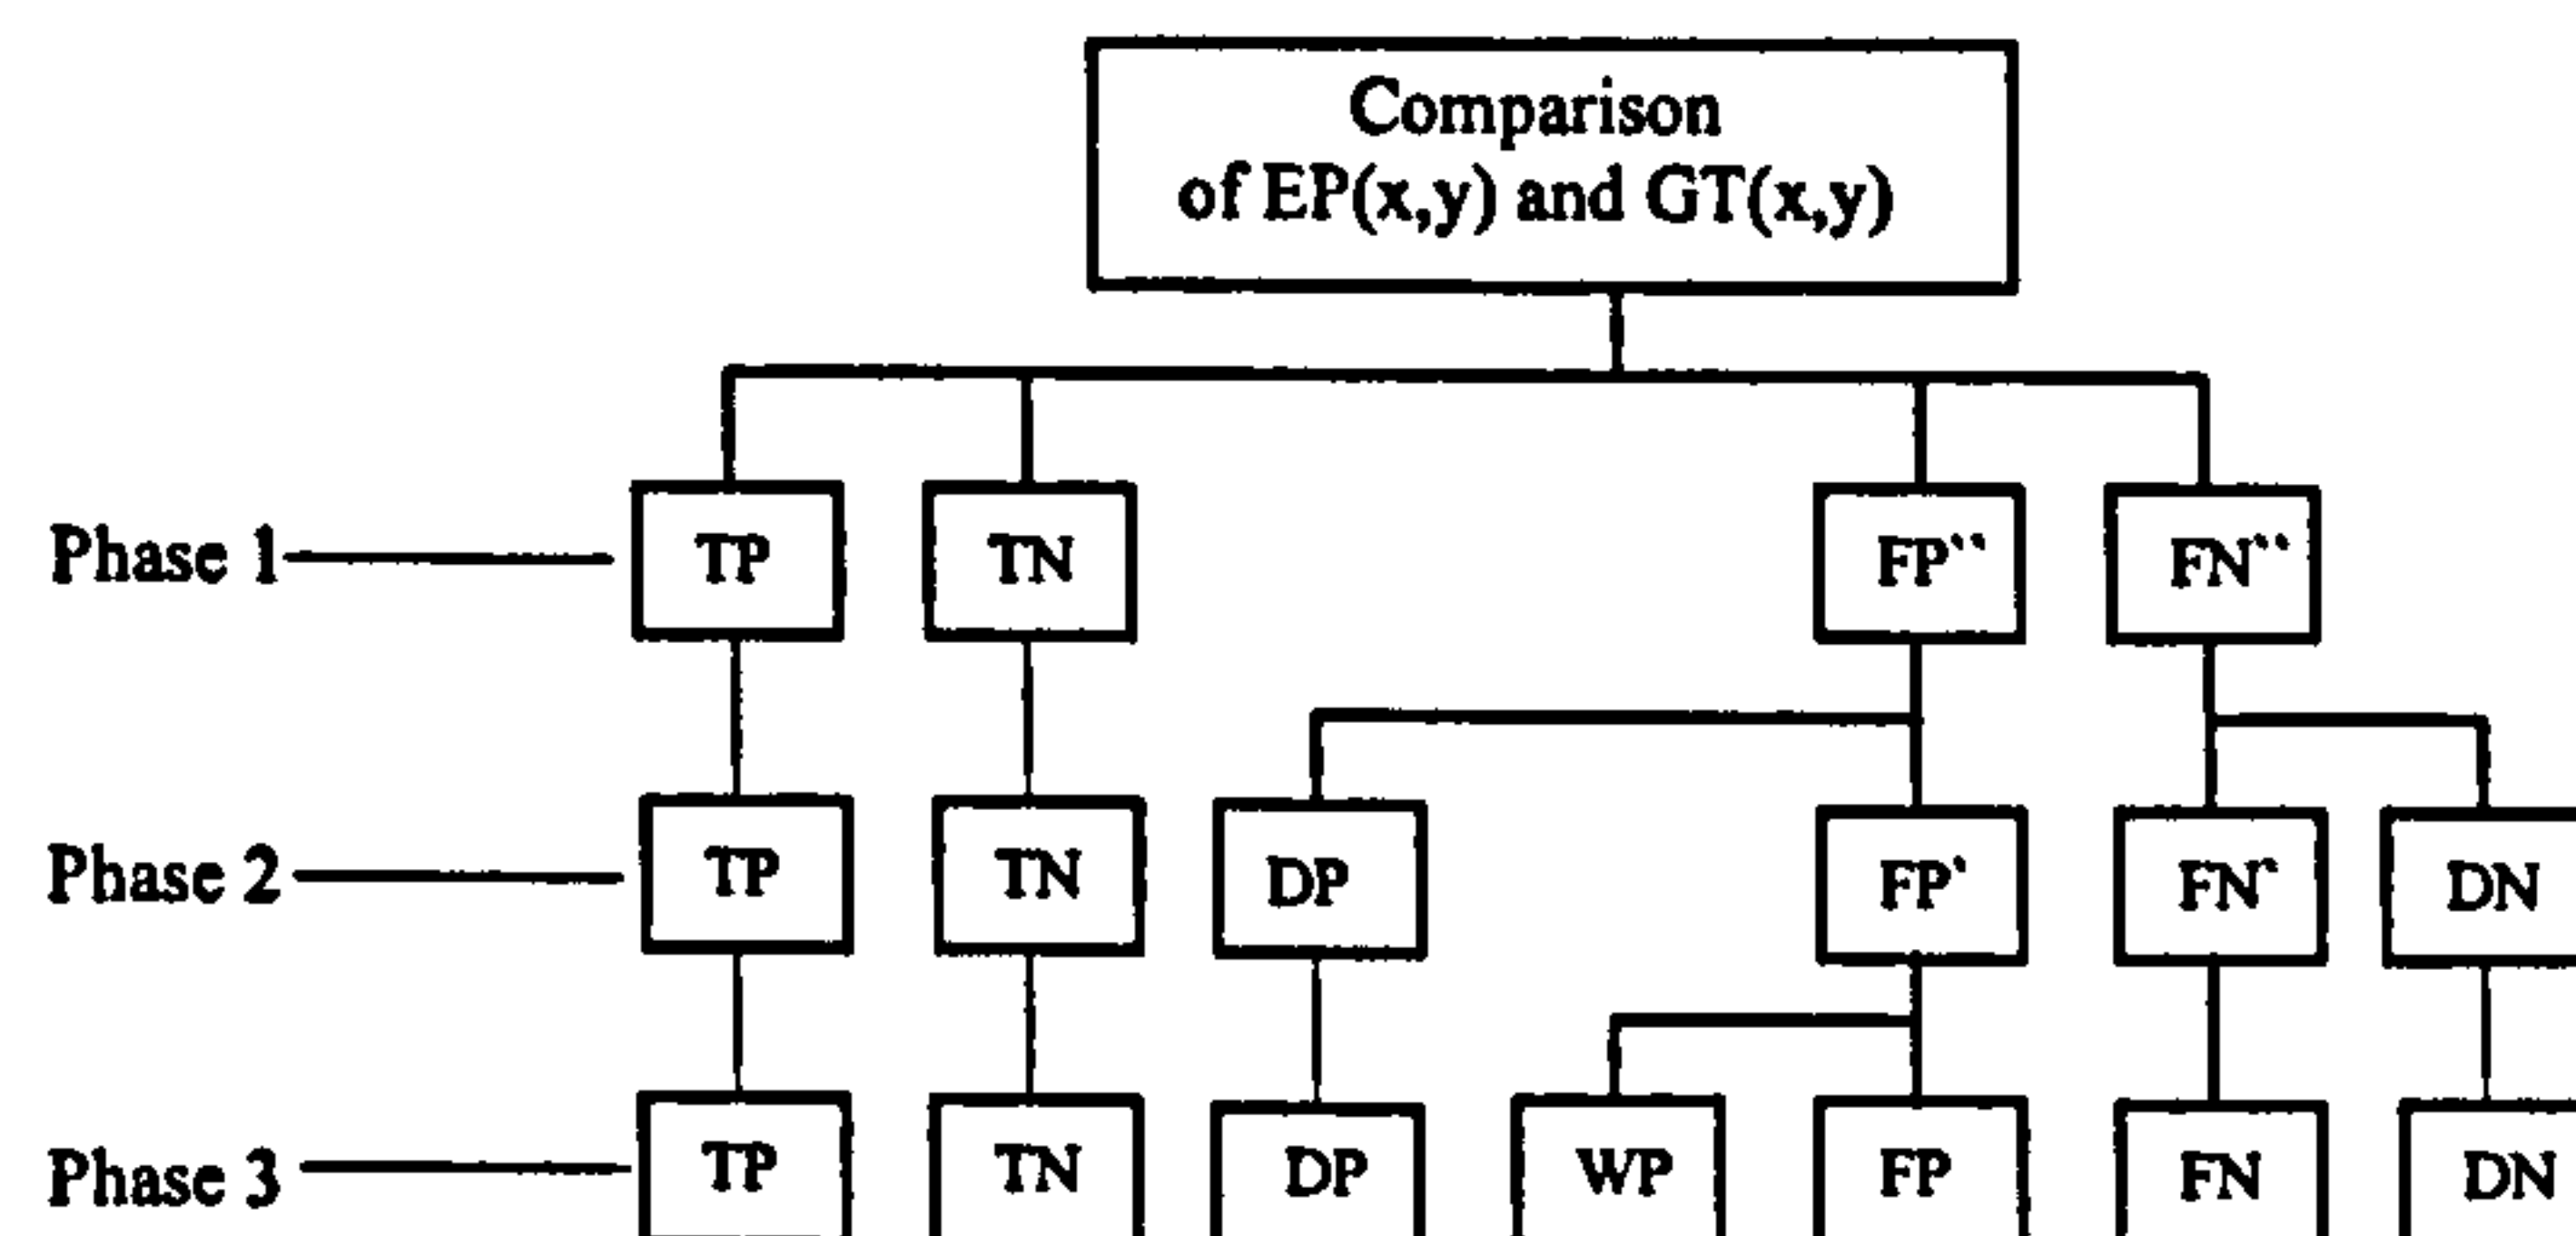 Comparison
of EP(x,y) and GT(x,y)
Phase 1 TP TN FP`` FN``
Phase 2 TP TN DP FP` FN` DN
Phase 3 TP TN DP WP FP FN DN